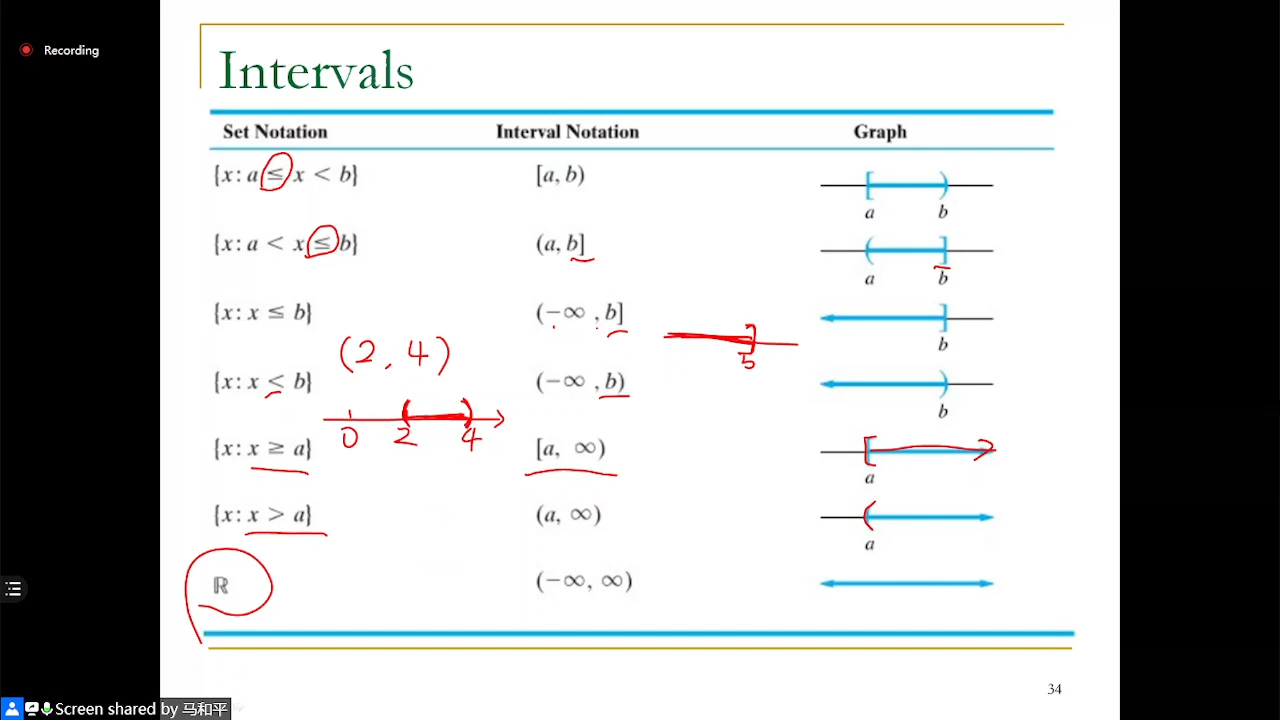 Recording
Intervals
Set Notation Interval Notation Graph
{x: a ≤ x < b} [a, b) a b
{x: a < x ≤ b} (a, b] a b
{x: x ≤ b} (−∞ , b] b
(2, 4) 5
{x: x < b} (−∞ , b) b
0 2 4
{x: x ≥ a} [a, ∞) a
{x: x > a} (a, ∞) a
ℝ (−∞, ∞)
34
Screen shared by 马和平